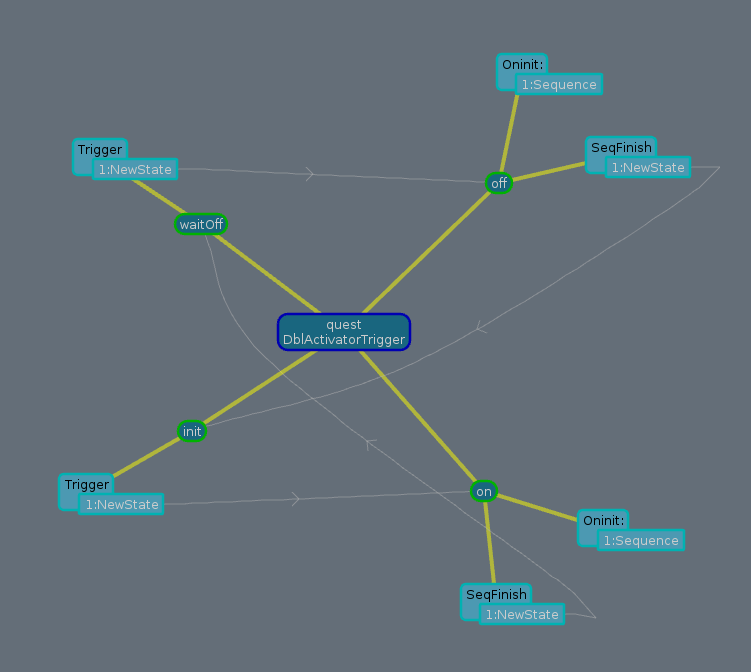 Oninit:
1:Sequence
Trigger
1:NewState
SeqFinish
1:NewState
off
waitOff
quest
DblActivatorTrigger
init
Trigger
1:NewState
on
Oninit:
1:Sequence
SeqFinish
1:NewState